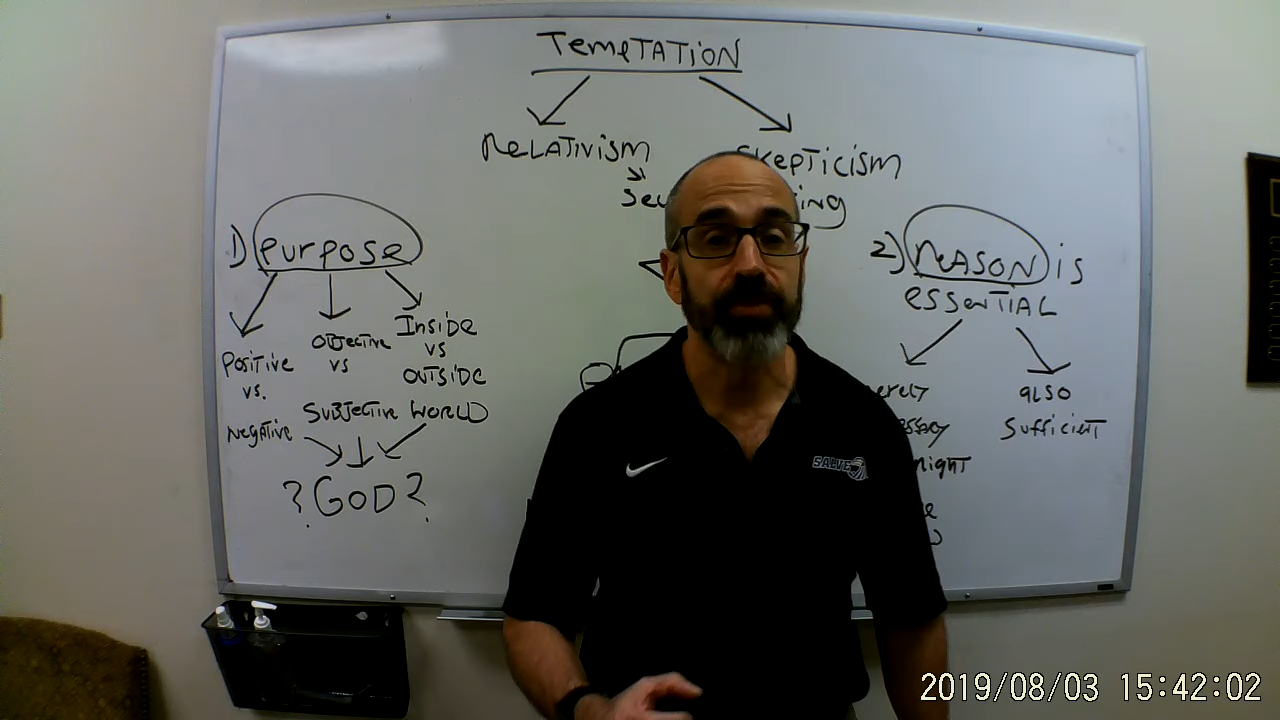 TemPTATION
ReLATIVISM
SKepTicism
1) Purpose
2) ReASON is
essenTiAL
Positive
vs.
Negative
OBjective
vs
SUBjective
INSiDe
vs
OUTSiDe
WORLD
? GOD ?
also
Sufficient
might
SALVE
2019/08/03 15:42:02